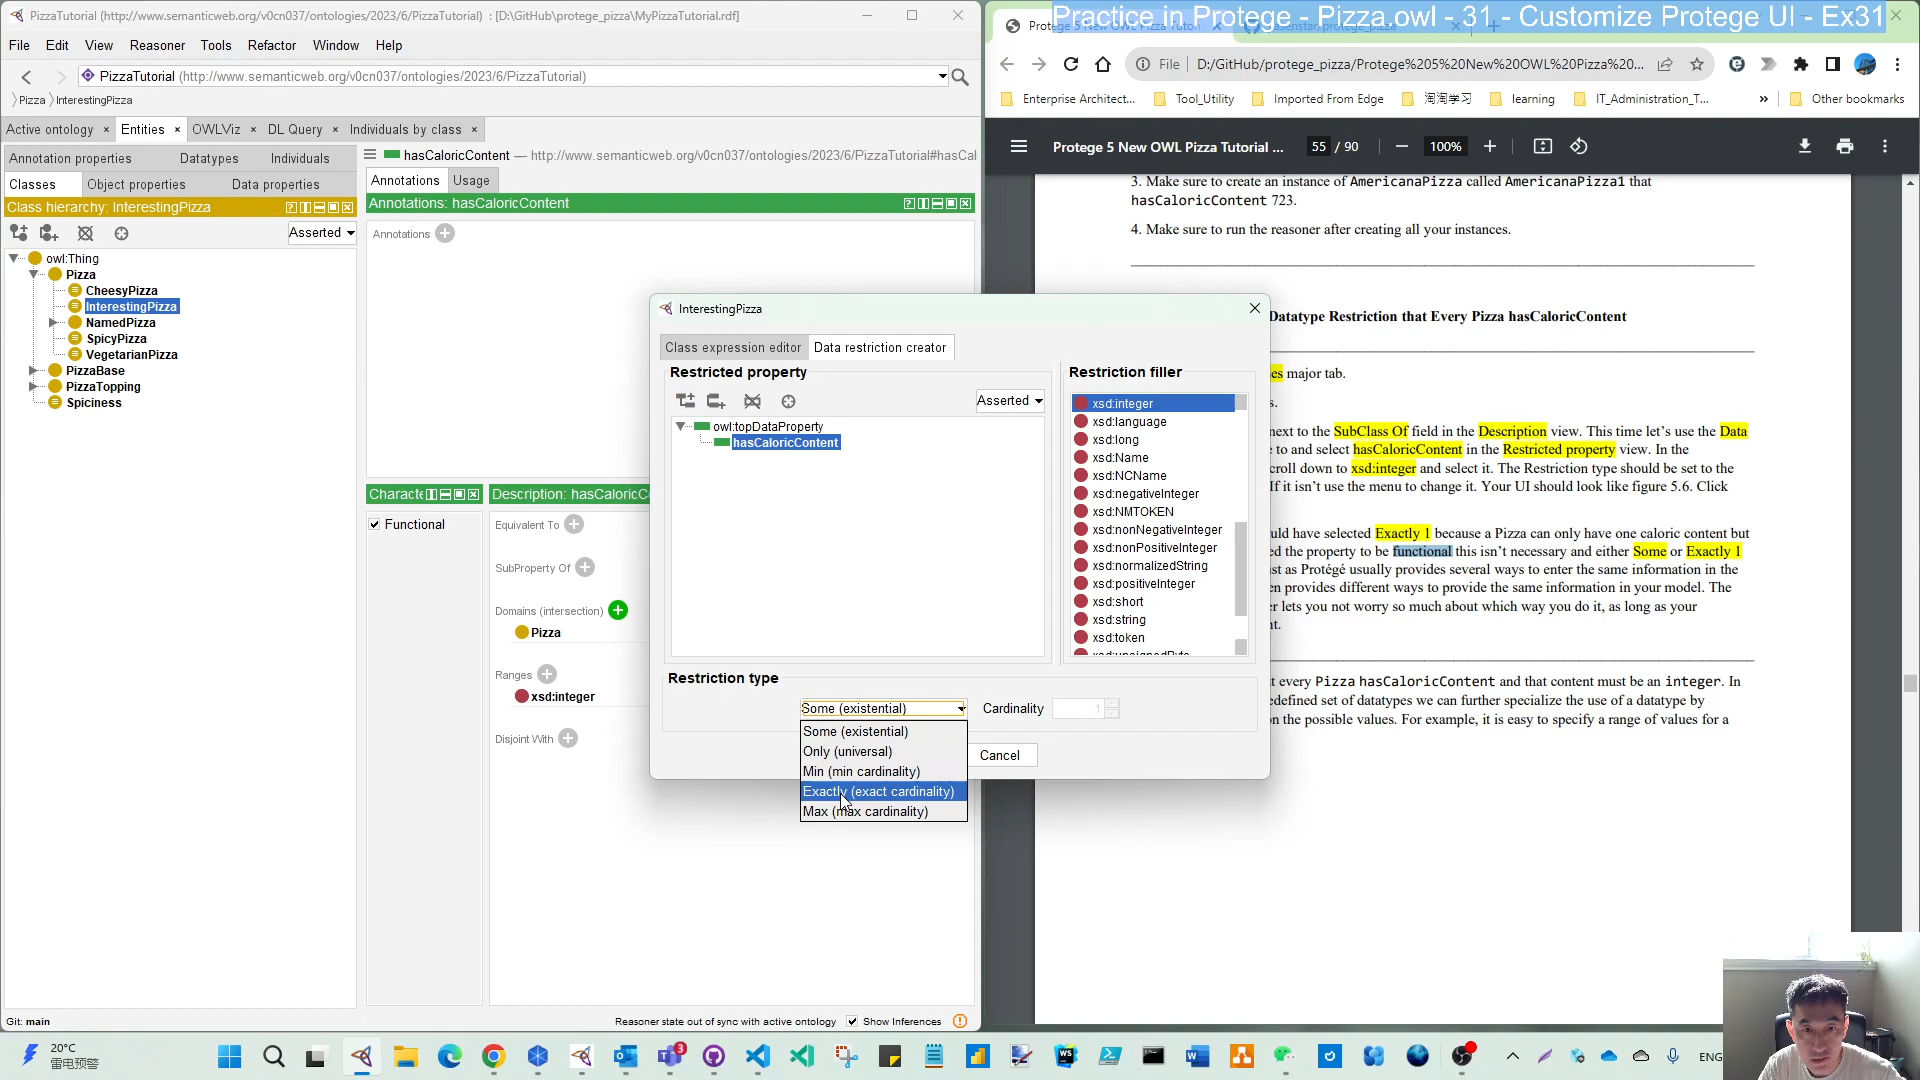 PizzaTutorial (http://www.semanticweb.org/v0cn037/ontologies/2023/6/PizzaTutorial) : [D:\GitHub\protege_pizza\MyPizzaTutorial.rdf]
File Edit View Reasoner Tools Refactor Window Help
PizzaTutorial (http://www.semanticweb.org/v0cn037/ontologies/2023/6/PizzaTutorial)
Pizza InterestingPizza
Active ontology × Entities × OWLViz × DL Query × Individuals by class ×
Annotation properties Datatypes Individuals
Classes Object properties Data properties
Class hierarchy: InterestingPizza
Asserted
owl:Thing
Pizza
CheesyPizza
InterestingPizza
NamedPizza
SpicyPizza
VegetarianPizza
PizzaBase
PizzaTopping
Spiciness
Git: main
hasCaloricContent — http://www.semanticweb.org/v0cn037/ontologies/2023/6/PizzaTutorial#hasCal
Annotations Usage
Annotations: hasCaloricContent
Annotations
Characte
Functional
Description: hasCaloricC
Equivalent To
SubProperty Of
Domains (intersection)
Pizza
Ranges
xsd:integer
Disjoint With
Reasoner state out of sync with active ontology Show Inferences
InterestingPizza
Class expression editor Data restriction creator
Restricted property
Asserted
owl:topDataProperty
hasCaloricContent
Restriction filler
xsd:integer
xsd:language
xsd:long
xsd:Name
xsd:NCName
xsd:negativeInteger
xsd:NMTOKEN
xsd:nonNegativeInteger
xsd:nonPositiveInteger
xsd:normalizedString
xsd:positiveInteger
xsd:short
xsd:string
xsd:token
Restriction type
Some (existential) Cardinality 1
Some (existential)
Only (universal)
Min (min cardinality)
Exactly (exact cardinality)
Max (max cardinality)
Cancel
Practice in Protege - Pizza.owl - 31 - Customize Protege UI - Ex31
File D:/GitHub/protege_pizza/Protege%205%20New%20OWL%20Pizza%20...
Enterprise Architect... Tool_Utility Imported From Edge 淘淘学习 learning IT_Administration_T... » Other bookmarks
Protege 5 New OWL Pizza Tutorial ... 55 / 90 100%
3. Make sure to create an instance of AmericanaPizza called AmericanaPizza1 that
hasCaloricContent 723.
4. Make sure to run the reasoner after creating all your instances.
Datatype Restriction that Every Pizza hasCaloricContent
es major tab.
s.
next to the SubClass Of field in the Description view. This time let's use the Data
to and select hasCaloricContent in the Restricted property view. In the
croll down to xsd:integer and select it. The Restriction type should be set to the
If it isn't use the menu to change it. Your UI should look like figure 5.6. Click
uld have selected Exactly 1 because a Pizza can only have one caloric content but
ed the property to be functional this isn't necessary and either Some or Exactly 1
ust as Protégé usually provides several ways to enter the same information in the
en provides different ways to provide the same information in your model. The
er lets you not worry so much about which way you do it, as long as your
nt.
t every Pizza hasCaloricContent and that content must be an integer. In
edefined set of datatypes we can further specialize the use of a datatype by
on the possible values. For example, it is easy to specify a range of values for a
20°C
雷电预警
3
ENG